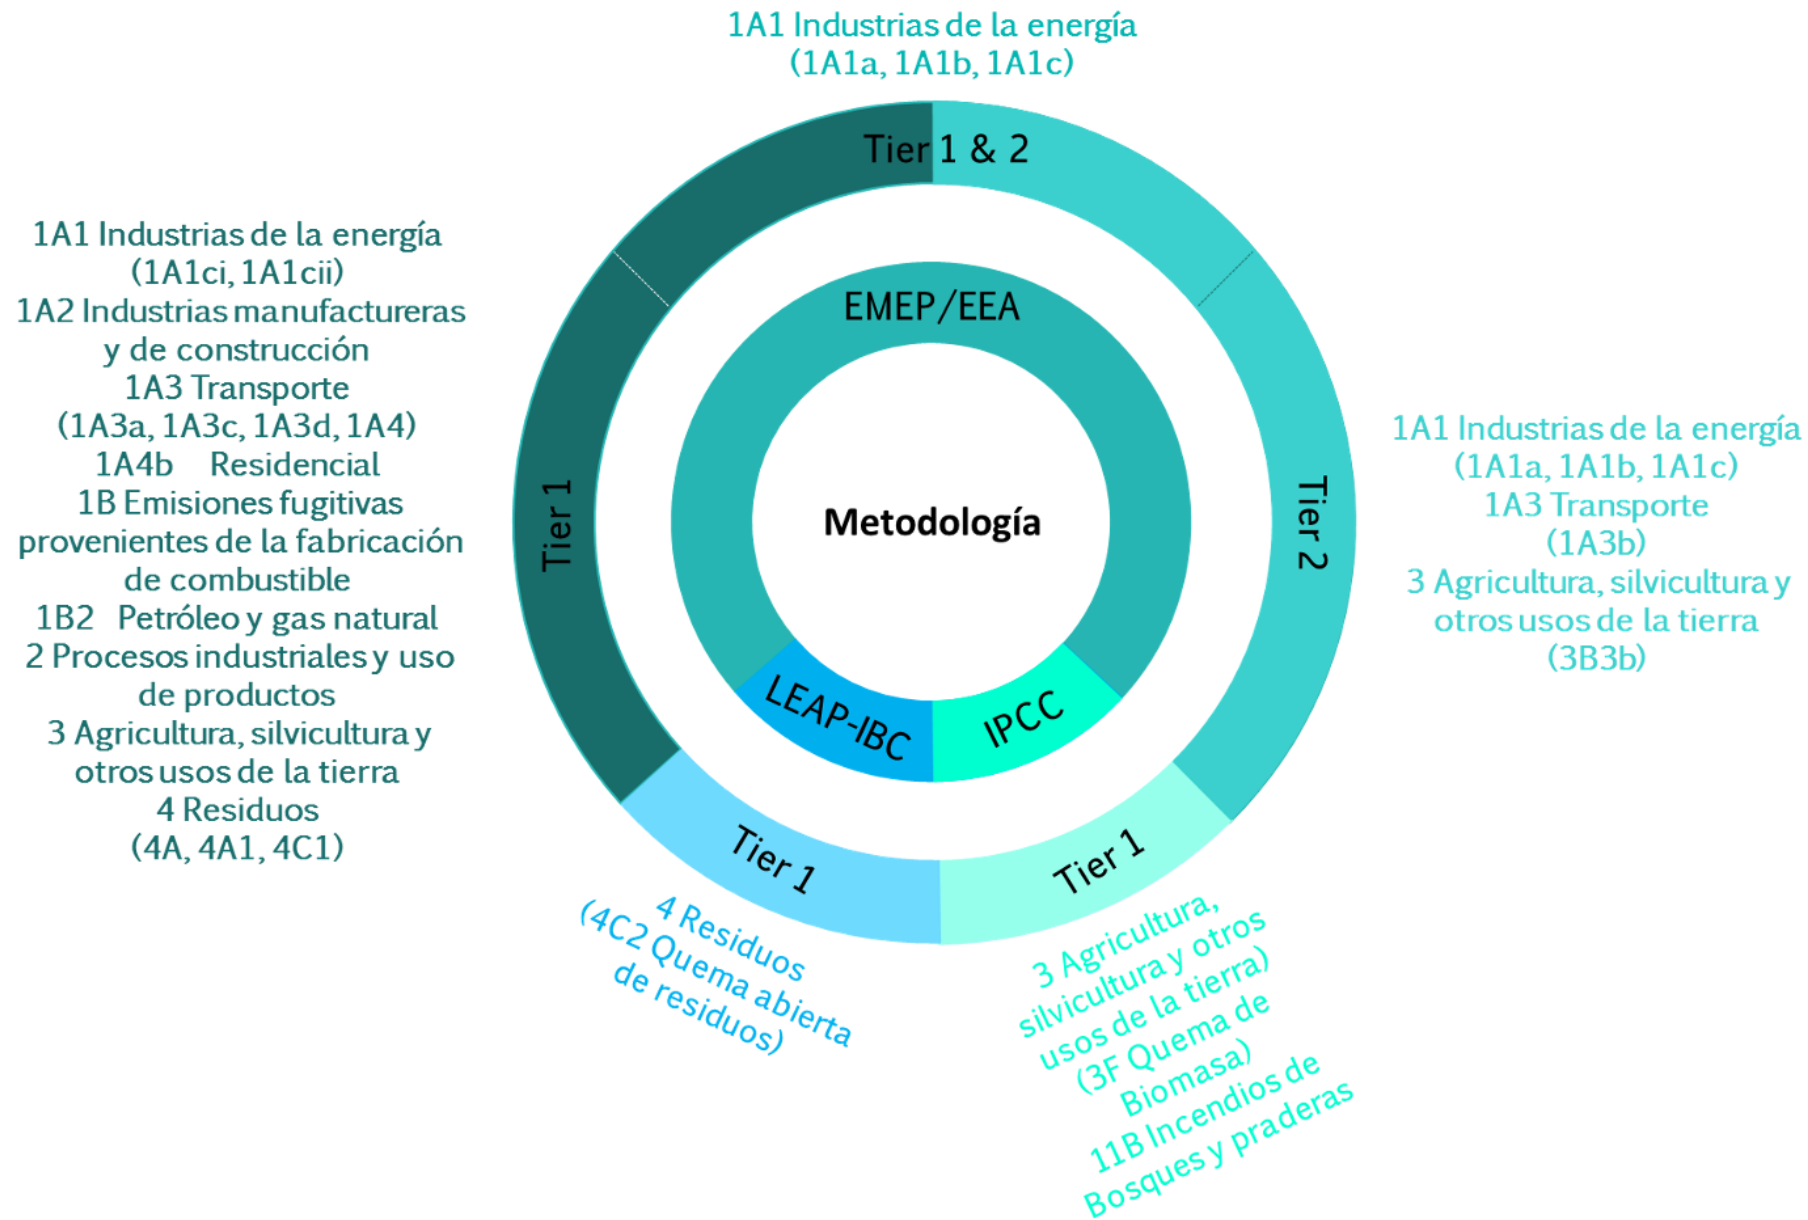 1A1 Industrias de la energía
(1A1a, 1A1b, 1A1c)
Tier 1 & 2
1A1 Industrias de la energía
(1A1ci, 1A1cii)
1A2 Industrias manufactureras
y de construcción
1A3 Transporte
(1A3a, 1A3c, 1A3d, 1A4)
1A4b Residencial
1B Emisiones fugitivas
provenientes de la fabricación
de combustible
1B2 Petróleo y gas natural
2 Procesos industriales y uso
de productos
3 Agricultura, silvicultura y
otros usos de la tierra
4 Residuos
(4A, 4A1, 4C1)
Tier 1
EMEP/EEA
Metodología
LEAP-IBC
IPCC
Tier 2
1A1 Industrias de la energía
(1A1a, 1A1b, 1A1c)
1A3 Transporte
(1A3b)
3 Agricultura, silvicultura y
otros usos de la tierra
(3B3b)
Tier 1
4 Residuos
(4C2 Quema abierta
de residuos)
Tier 1
3 Agricultura,
silvicultura y otros
usos de la tierra)
(3F Quema de
Biomasa)
11B Incendios de
Bosques y praderas